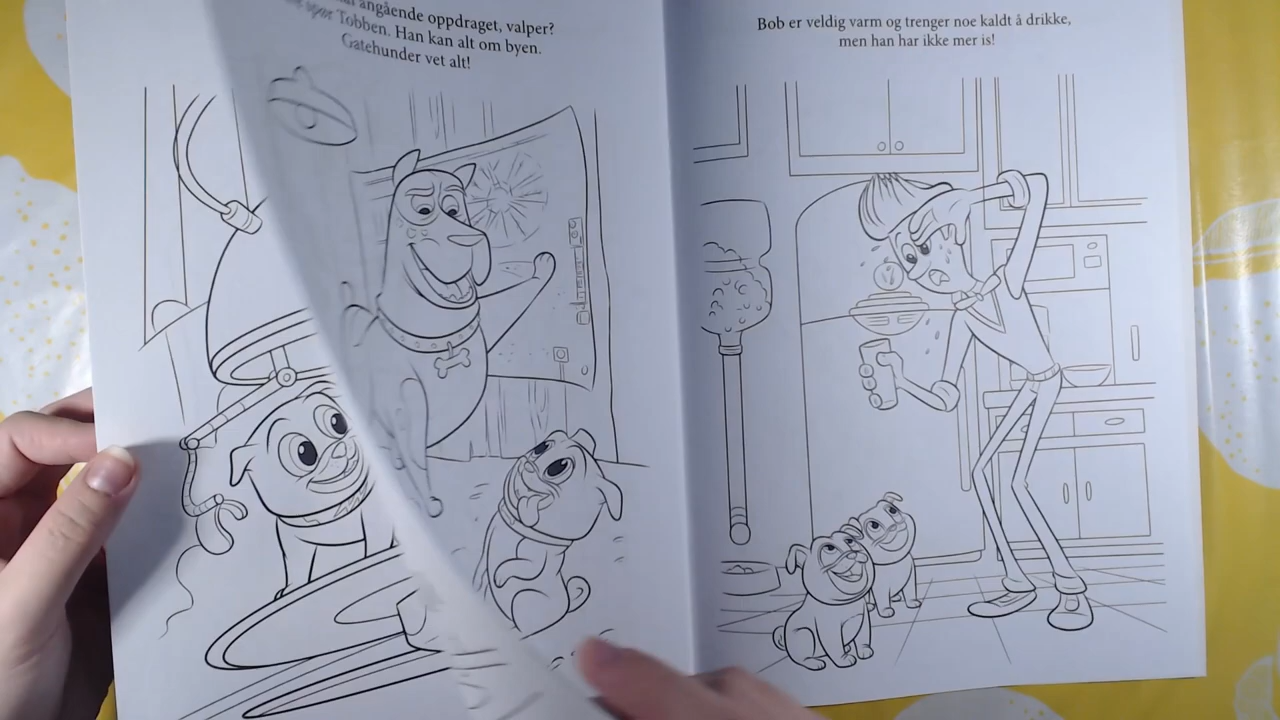 angående oppdraget, valper?
spør Tobben. Han kan alt om byen.
Gatehunder vet alt!
Bob er veldig varm og trenger noe kaldt å drikke,
men han har ikke mer is!